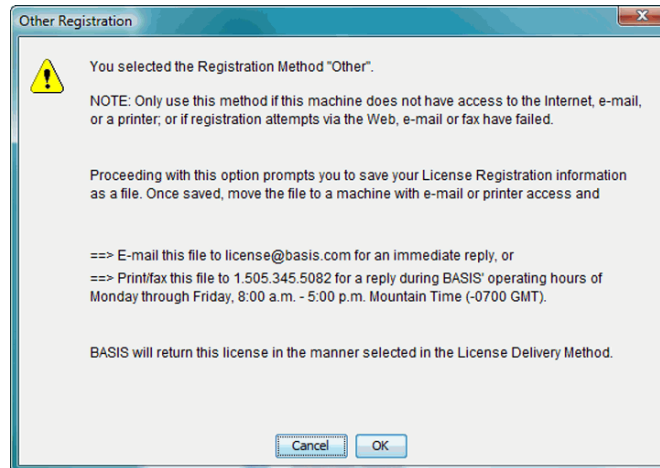 Other Registration
You selected the Registration Method "Other".
NOTE: Only use this method if this machine does not have access to the Internet, e-mail,
or a printer; or if registration attempts via the Web, e-mail or fax have failed.
Proceeding with this option prompts you to save your License Registration information
as a file. Once saved, move the file to a machine with e-mail or printer access and
==> E-mail this file to license@basis.com for an immediate reply, or
==> Print/fax this file to 1.505.345.5082 for a reply during BASIS' operating hours of
Monday through Friday, 8:00 a.m. - 5:00 p.m. Mountain Time (-0700 GMT).
BASIS will return this license in the manner selected in the License Delivery Method.
Cancel OK